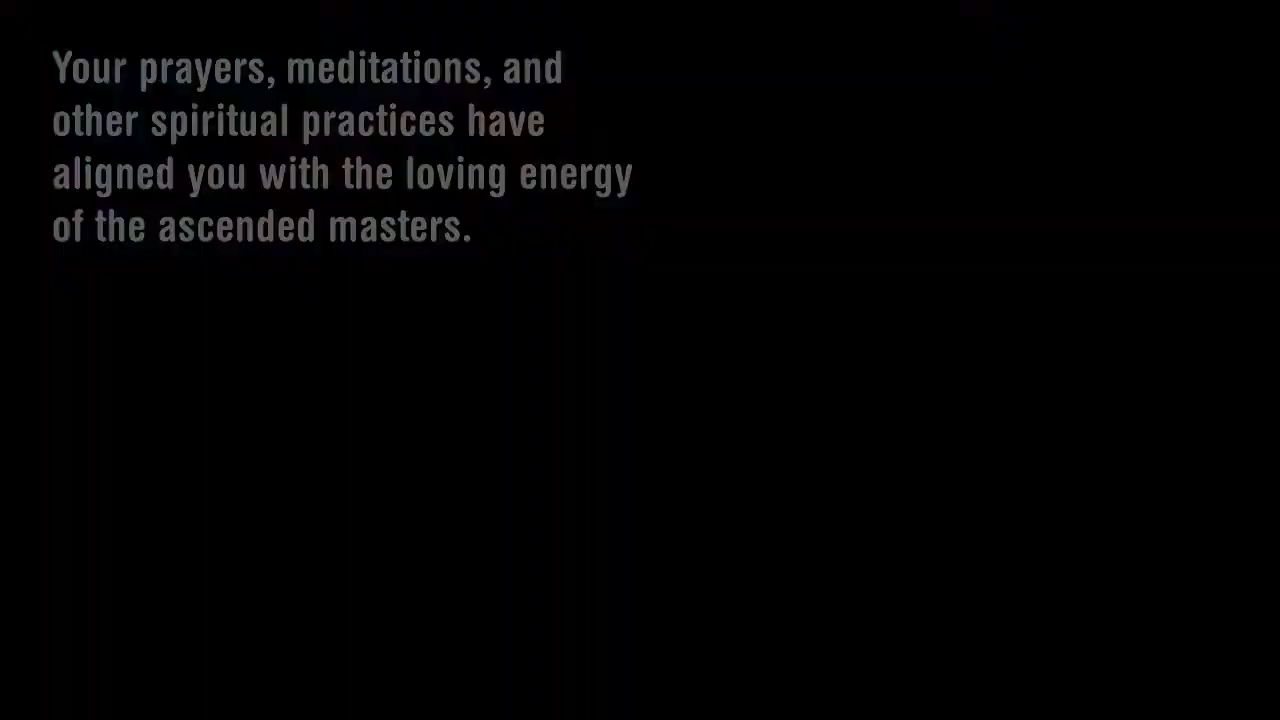 Your prayers, meditations, and
other spiritual practices have
aligned you with the loving energy
of the ascended masters.